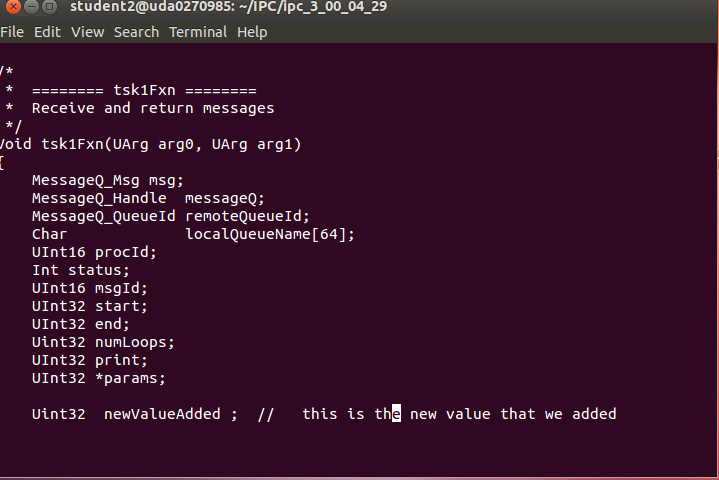 student2@uda0270985: ~/IPC/ipc_3_00_04_29
File Edit View Search Terminal Help
/*
 *  ======== tsk1Fxn ========
 *  Receive and return messages
 */
Void tsk1Fxn(UArg arg0, UArg arg1)
{
    MessageQ_Msg msg;
    MessageQ_Handle  messageQ;
    MessageQ_QueueId remoteQueueId;
    Char             localQueueName[64];
    UInt16 procId;
    Int status;
    UInt16 msgId;
    UInt32 start;
    UInt32 end;
    Uint32 numLoops;
    UInt32 print;
    UInt32 *params;
    Uint32  newValueAdded ;  //   this is the new value that we added